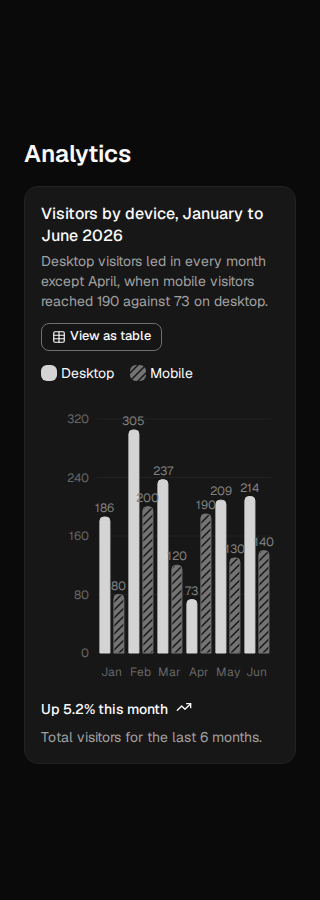 Analytics
Visitors by device, January to
June 2026
Desktop visitors led in every month
except April, when mobile visitors
reached 190 against 73 on desktop.
View as table
Desktop Mobile
320
240
160
80
0
186
80
305
200
237
120
73
190
209
130
214
140
Jan Feb Mar Apr May Jun
Up 5.2% this month
Total visitors for the last 6 months.